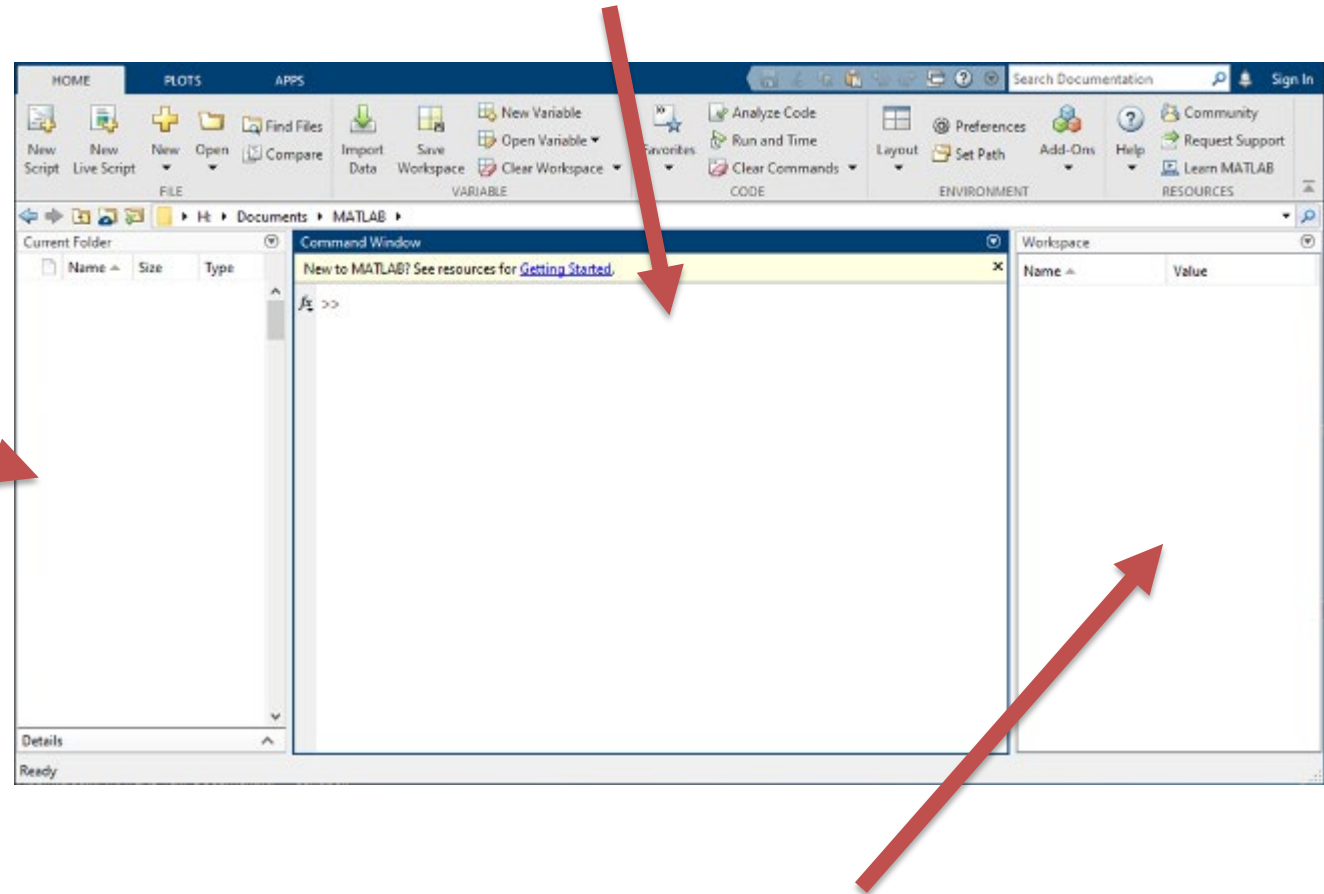 HOME PLOTS APPS Search Documentation Sign In
New Script
New Live Script
New
Open
Find Files
Compare
FILE
Import Data
Save Workspace
New Variable
Open Variable
Clear Workspace
VARIABLE
Favorites
Analyze Code
Run and Time
Clear Commands
CODE
Layout
Preferences
Set Path
Add-Ons
ENVIRONMENT
Help
Community
Request Support
Learn MATLAB
RESOURCES
H: Documents MATLAB
Current Folder
Name Size Type
Command Window
New to MATLAB? See resources for Getting Started.
fx >>
Workspace
Name Value
Details
Ready